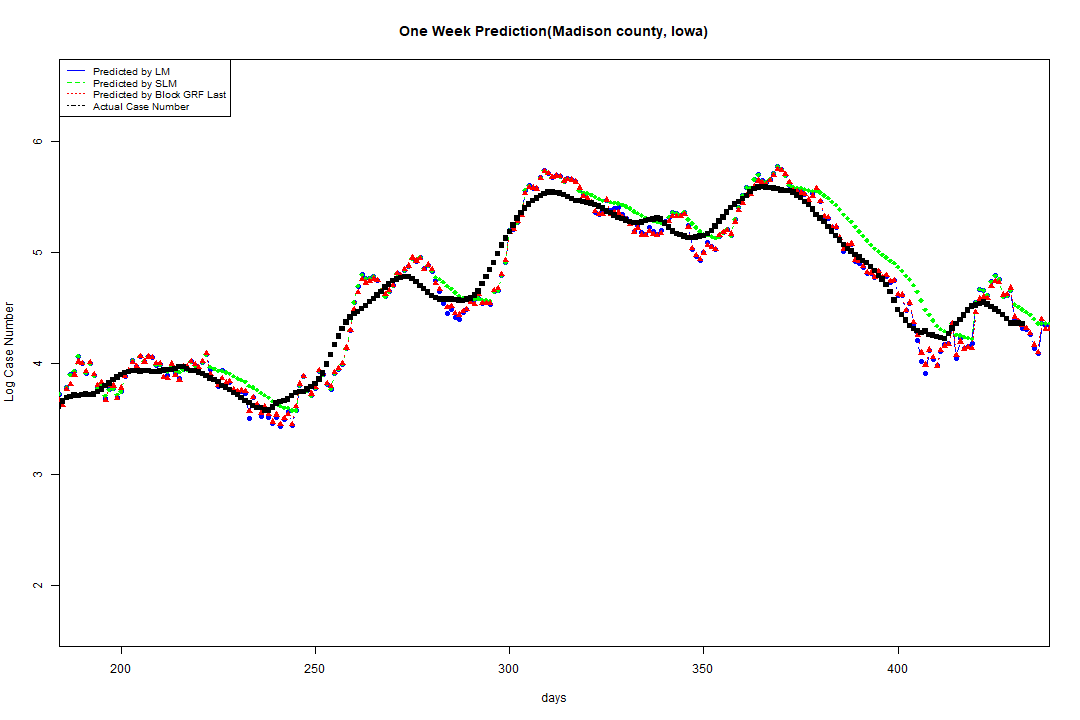 One Week Prediction(Madison county, Iowa)
Predicted by LM
Predicted by SLM
Predicted by Block GRF Last
Actual Case Number
Log Case Number
6
5
4
3
2
200 250 300 350 400
days